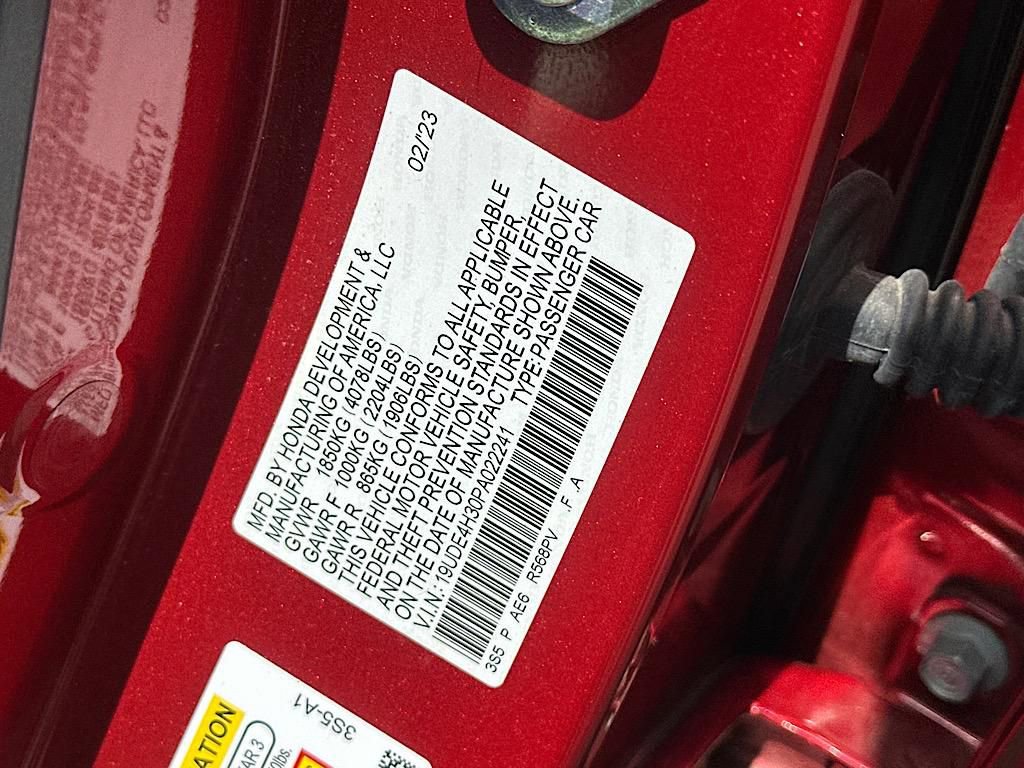 MFD. BY HONDA DEVELOPMENT & 02/'23
MANUFACTURING OF AMERICA, LLC
GVWR 1850KG (4078LBS)
GAWR F 1000KG (2204LBS)
GAWR R 865KG (1906LBS)
THIS VEHICLE CONFORMS TO ALL APPLICABLE
FEDERAL MOTOR VEHICLE SAFETY BUMPER,
AND THEFT PREVENTION STANDARDS IN EFFECT
ON THE DATE OF MANUFACTURE SHOWN ABOVE.
V.I.N.:19UDE4H30PA022241 TYPE:PASSENGER CAR
3S5 P AE6 R568PV .F A
3S5-A1